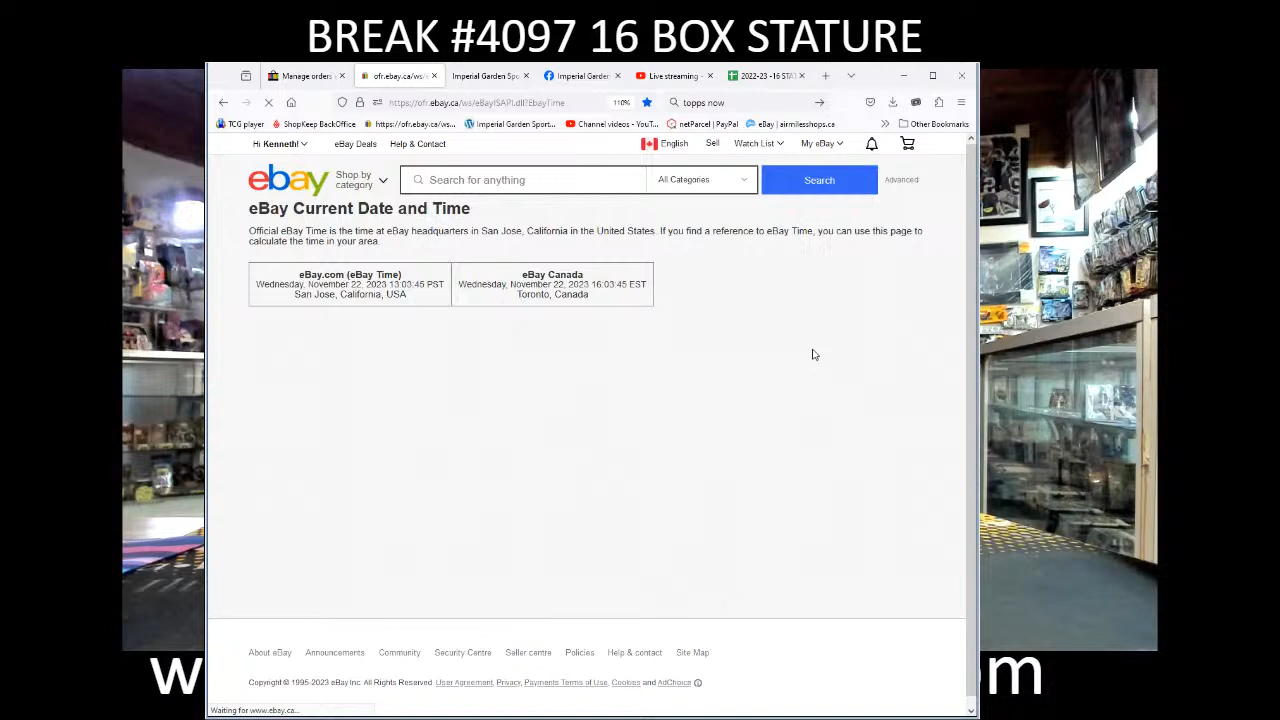 BREAK #4097 16 BOX STATURE
Manage orders
ofr.ebay.ca/ws/e
Imperial Garden Spo
Imperial Garden
Live streaming -
2022-23 -16 STAT
https://ofr.ebay.ca/ws/eBayISAPI.dll?EbayTime
110%
topps now
TCG player
ShopKeep BackOffice
https://ofr.ebay.ca/ws...
Imperial Garden Sport...
Channel videos - YouT...
netParcel | PayPal
eBay | airmilesshops.ca
Other Bookmarks
Hi Kenneth!
eBay Deals
Help & Contact
English
Sell
Watch List
My eBay
ebay
Shop by category
Search for anything
All Categories
Search
Advanced
eBay Current Date and Time
Official eBay Time is the time at eBay headquarters in San Jose, California in the United States. If you find a reference to eBay Time, you can use this page to
calculate the time in your area.
eBay.com (eBay Time)
Wednesday, November 22, 2023 13:03:45 PST
San Jose, California, USA
eBay Canada
Wednesday, November 22, 2023 16:03:45 EST
Toronto, Canada
About eBay
Announcements
Community
Security Centre
Seller centre
Policies
Help & contact
Site Map
Copyright © 1995-2023 eBay Inc. All Rights Reserved. User Agreement, Privacy, Payments Terms of Use, Cookies and AdChoice
Waiting for www.ebay.ca...
w
om